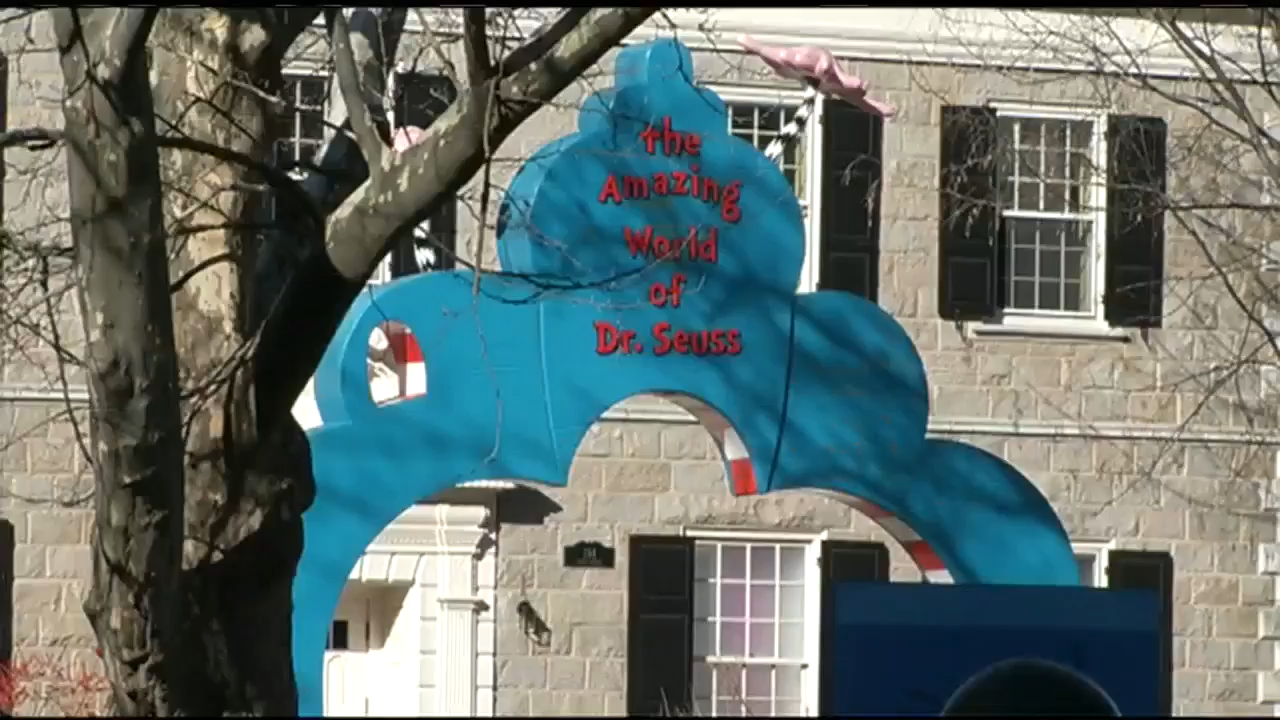 the
Amazing
World
of
Dr. Seuss